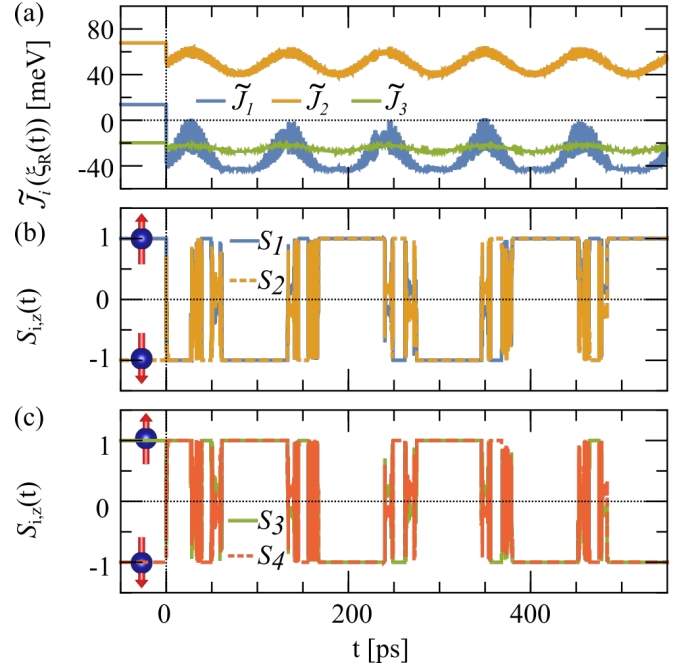 (a)
J̃i(ξR(t)) [meV]
80
40
0
-40
J̃1 J̃2 J̃3
(b)
Si,z(t)
1
0
-1
S1
S2
(c)
Si,z(t)
1
0
-1
S3
S4
0 200 400
t [ps]